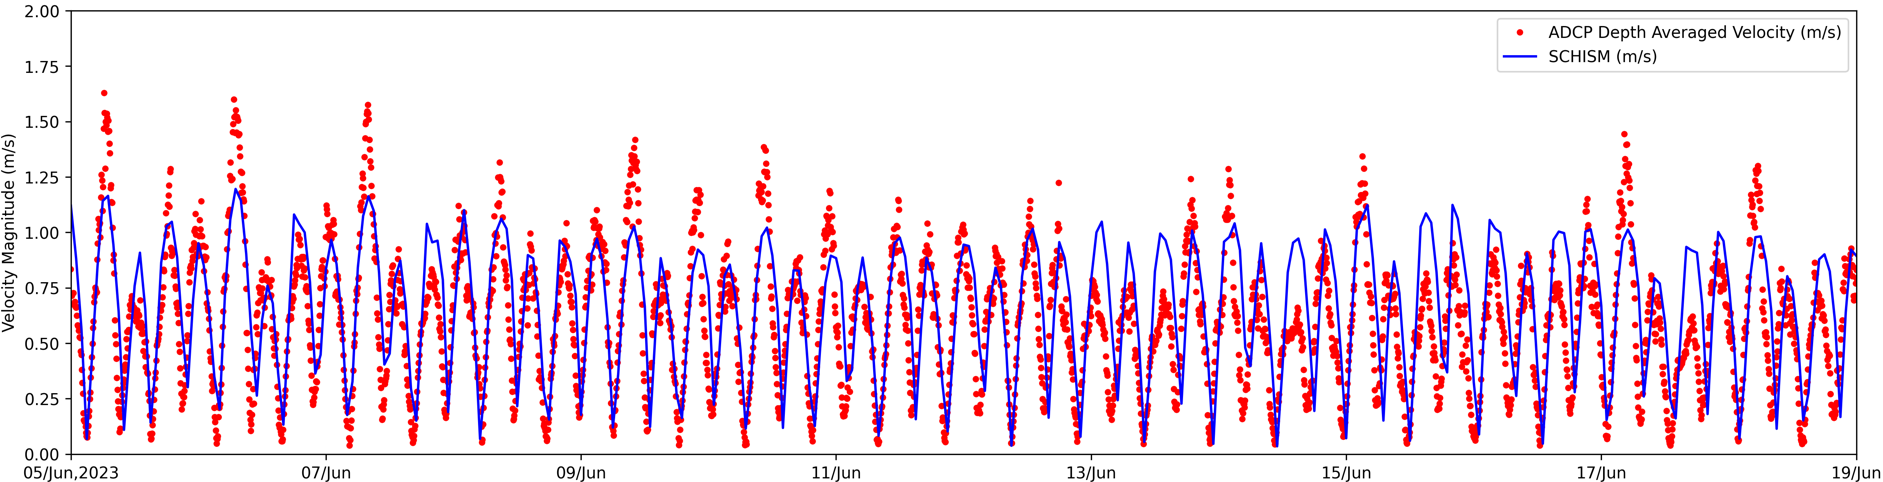 2.00
1.75
1.50
1.25
1.00
0.75
0.50
0.25
0.00
Velocity Magnitude (m/s)
ADCP Depth Averaged Velocity (m/s)
SCHISM (m/s)
05/Jun,2023
07/Jun
09/Jun
11/Jun
13/Jun
15/Jun
17/Jun
19/Jun